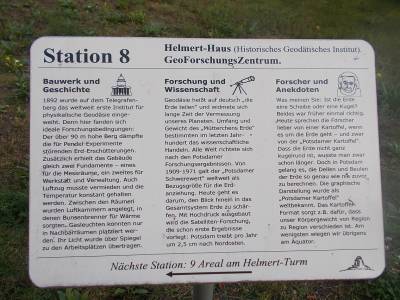 Station 8
Helmert-Haus (Historisches Geodätisches Institut).
GeoForschungsZentrum.
Bauwerk und
Geschichte
1892 wurde auf dem Telegrafen-
berg das weltweit erste Institut für
physikalische Geodäsie einge-
weiht. Denn hier fanden sich
ideale Forschungsbedingungen:
Der über 90 m hohe Berg dämpfte
die für Pendel-Experimente
störenden Erd-Erschütterungen.
Zusätzlich erhielt das Gebäude
gleich zwei Fundamente - eines
für die Messräume, ein zweites für
Werkstatt und Verwaltung. Auch
Luftzug musste vermieden und die
Temperatur konstant gehalten
werden. Zwischen den Räumen
wurden Luftkammern angelegt, in
denen Bunsenbrenner für Wärme
sorgten. Gasleuchten konnten nur
in Nachbarräumen platziert wer-
den. Ihr Licht wurde über Spiegel
zu den Arbeitsplätzen übertragen.
Forschung und
Wissenschaft
Geodäsie heißt auf deutsch „die
Erde teilen" und widmete sich
lange Zeit der Vermessung
unseres Planeten. Umfang und
Gewicht des „Mütterchens Erde"
bestimmten im letzten Jahr-
hundert das wissenschaftliche
Handeln. Alle Welt richtete sich
nach den Potsdamer
Forschungsergebnissen. Von
1909-1971 galt der „Potsdamer
Schwerewert" weltweit als
Bezugsgröße für die Erd-
anziehung. Heute geht es
darum, den Blick hinein in das
Gesamtsystem Erde zu schär-
fen. Mit Hochdruck ausgebaut
wird die Satelliten-Forschung,
die schon erste Ergebnisse
vorlegt: Potsdam treibt pro Jahr
um 2,5 cm nach Nordosten.
Forscher und
Anekdoten
Was meinen Sie: Ist die Erde
eine Scheibe oder eine Kugel?
Beides war früher einmal richtig.
Heute sprechen die Forscher
lieber von einer Kartoffel, wenn
es um die Erde geht – und zwar
von der „Potsdamer Kartoffel".
Dass die Erde nicht ganz
kugelrund ist, wusste man zwar
schon länger. Doch in Potsdam
gelang es, die Dellen und Beulen
der Erde so genau wie nie zuvor
zu berechnen. Die graphische
Darstellung wurde als
„Potsdamer Kartoffel"
weltbekannt. Das Kartoffel-
Format sorgt z.B. dafür, dass
unser Körpergewicht von Region
zu Region verschieden ist. Am
wenigsten wiegen wir übrigens
am Äquator.
Nächste Station: 9 Areal am Helmert-Turm